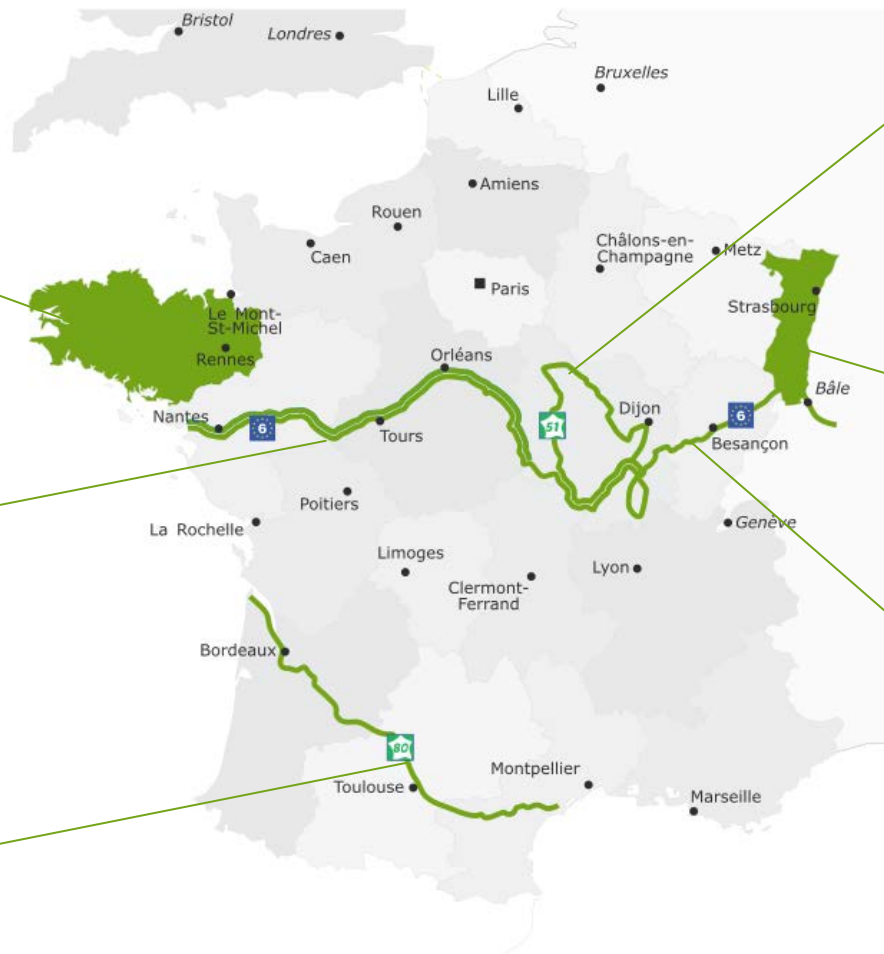 Bristol
Londres
Bruxelles
Lille
Amiens
Rouen
Caen
Châlons-en-
Champagne
Metz
Paris
Strasbourg
Le Mont-
St-Michel
Rennes
Orléans
Bâle
Nantes
6
Tours
51
Dijon
6
Besançon
Poitiers
La Rochelle
Genève
Limoges
Clermont-
Ferrand
Lyon
Bordeaux
80
Toulouse
Montpellier
Marseille